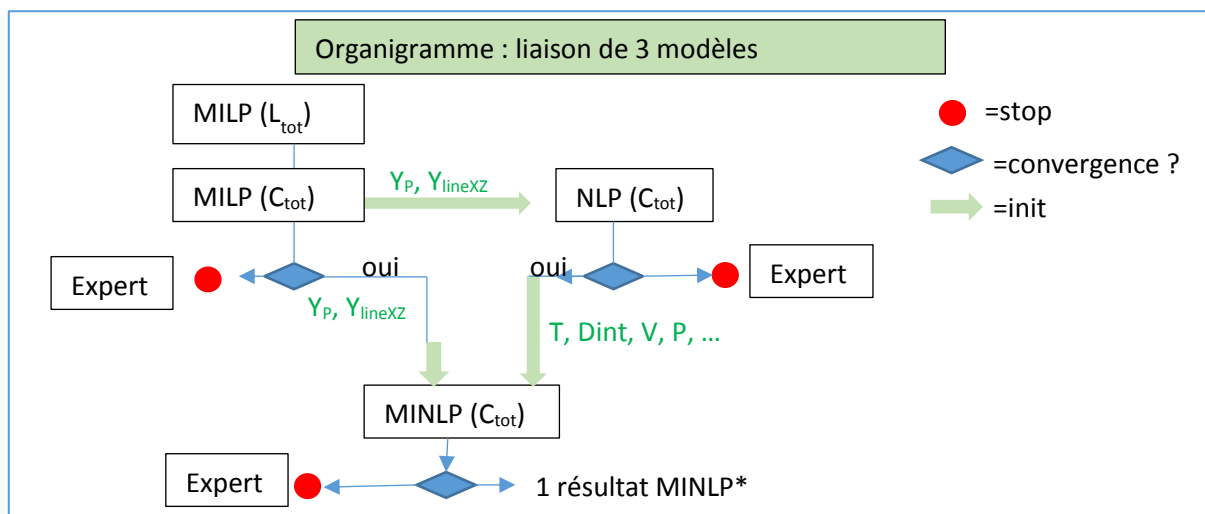 Organigramme : liaison de 3 modèles
MILP (Ltot)
=stop
=convergence ?
=init
MILP (Ctot)
YP, YlineXZ
NLP (Ctot)
Expert
oui
oui
Expert
YP, YlineXZ
T, Dint, V, P, ...
MINLP (Ctot)
Expert
1 résultat MINLP*